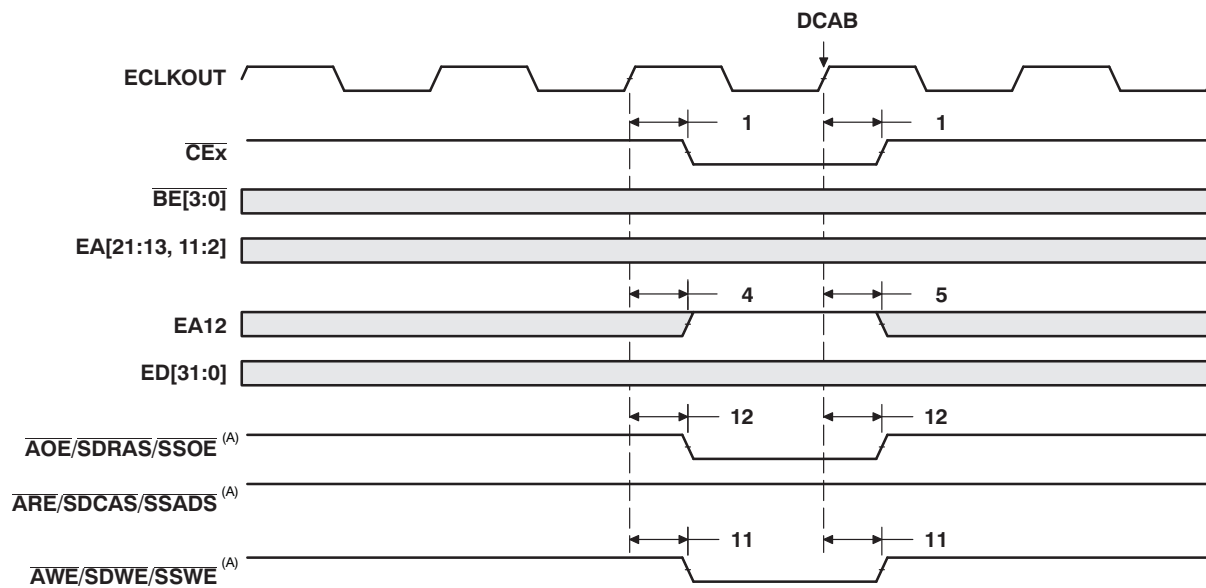 DCAB
ECLKOUT
1 1
CEx
BE[3:0]
EA[21:13, 11:2]
4 5
EA12
ED[31:0]
12 12
AOE/SDRAS/SSOE (A)
ARE/SDCAS/SSADS (A)
11 11
AWE/SDWE/SSWE (A)